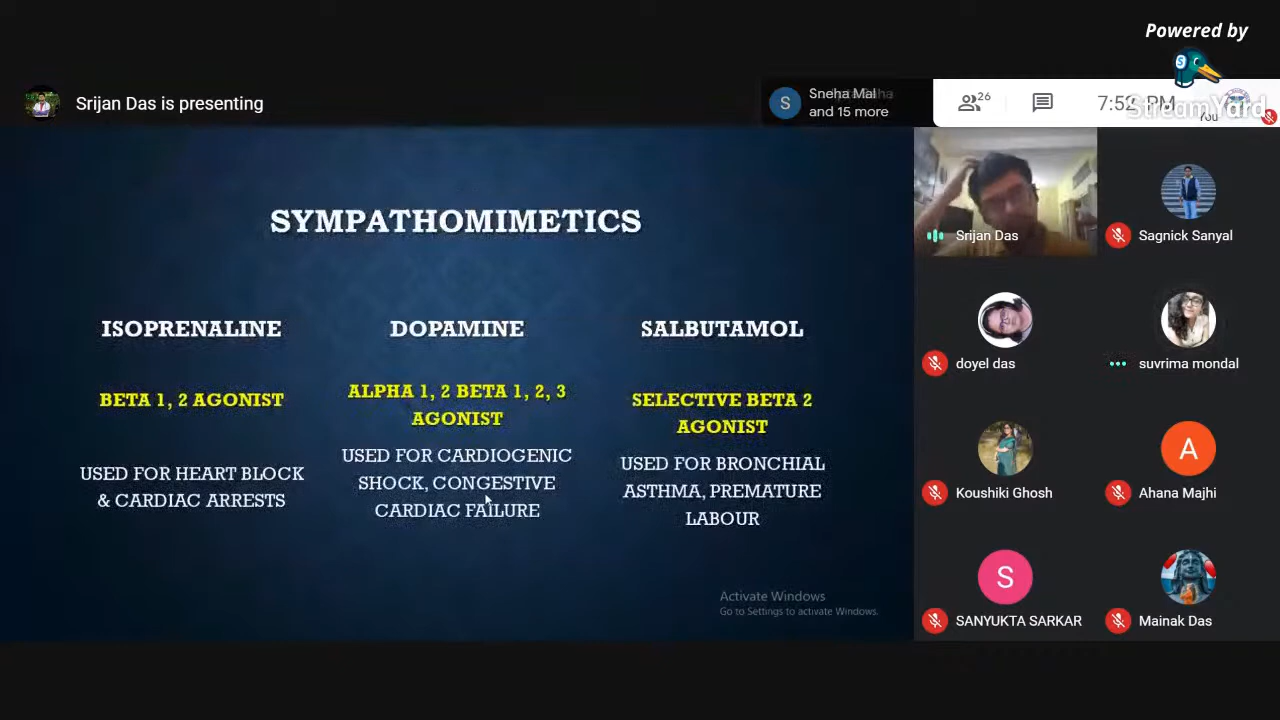 Powered by
StreamYard
Srijan Das is presenting
S
Sneha Mal
and 15 more
26
7:52 PM
You
SYMPATHOMIMETICS
ISOPRENALINE
BETA 1, 2 AGONIST
USED FOR HEART BLOCK
& CARDIAC ARRESTS
DOPAMINE
ALPHA 1, 2 BETA 1, 2, 3
AGONIST
USED FOR CARDIOGENIC
SHOCK, CONGESTIVE
CARDIAC FAILURE
SALBUTAMOL
SELECTIVE BETA 2
AGONIST
USED FOR BRONCHIAL
ASTHMA, PREMATURE
LABOUR
Activate Windows
Go to Settings to activate Windows.
Srijan Das
Sagnick Sanyal
doyel das
suvrima mondal
Koushiki Ghosh
A
Ahana Majhi
S
SANYUKTA SARKAR
Mainak Das